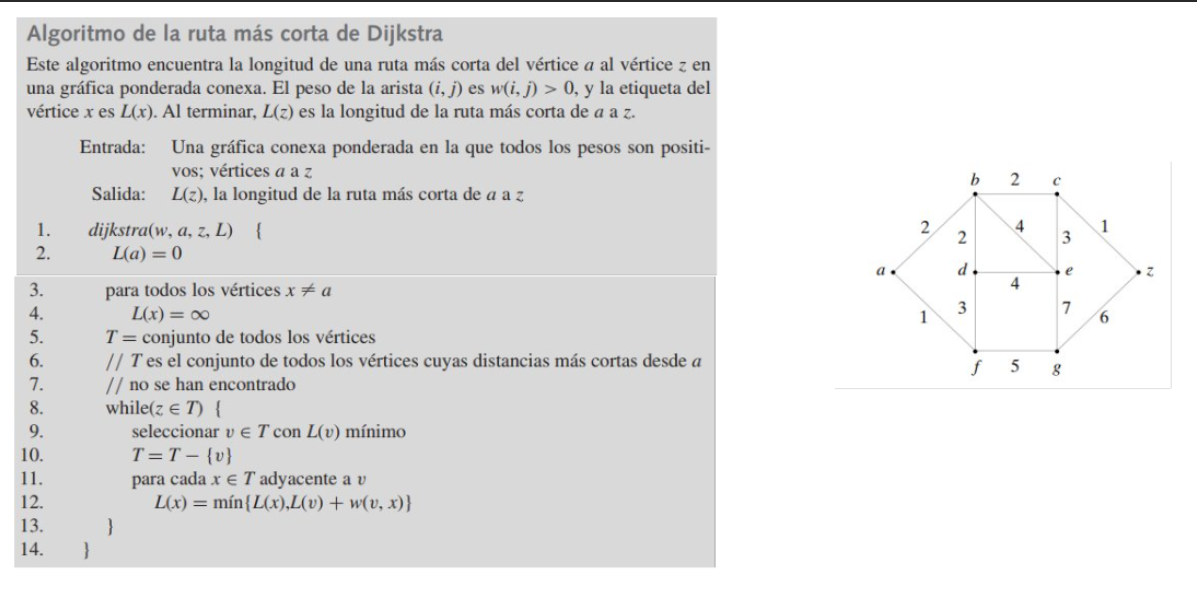 Algoritmo de la ruta más corta de Dijkstra
Este algoritmo encuentra la longitud de una ruta más corta del vértice a al vértice z en
una gráfica ponderada conexa. El peso de la arista (i, j) es w(i, j) > 0, y la etiqueta del
vértice x es L(x). Al terminar, L(z) es la longitud de la ruta más corta de a a z.
Entrada: Una gráfica conexa ponderada en la que todos los pesos son positi-
vos; vértices a a z
Salida: L(z), la longitud de la ruta más corta de a a z
1. dijkstra(w, a, z, L) {
2. L(a) = 0
3. para todos los vértices x ≠ a
4. L(x) = ∞
5. T = conjunto de todos los vértices
6. // T es el conjunto de todos los vértices cuyas distancias más cortas desde a
7. // no se han encontrado
8. while(z ∈ T) {
9. seleccionar v ∈ T con L(v) mínimo
10. T = T − {v}
11. para cada x ∈ T adyacente a v
12. L(x) = mín{L(x),L(v) + w(v, x)}
13. }
14. }
b 2 c
2 2 4 3 1
a d e z
4
1 3 7 6
f 5 g